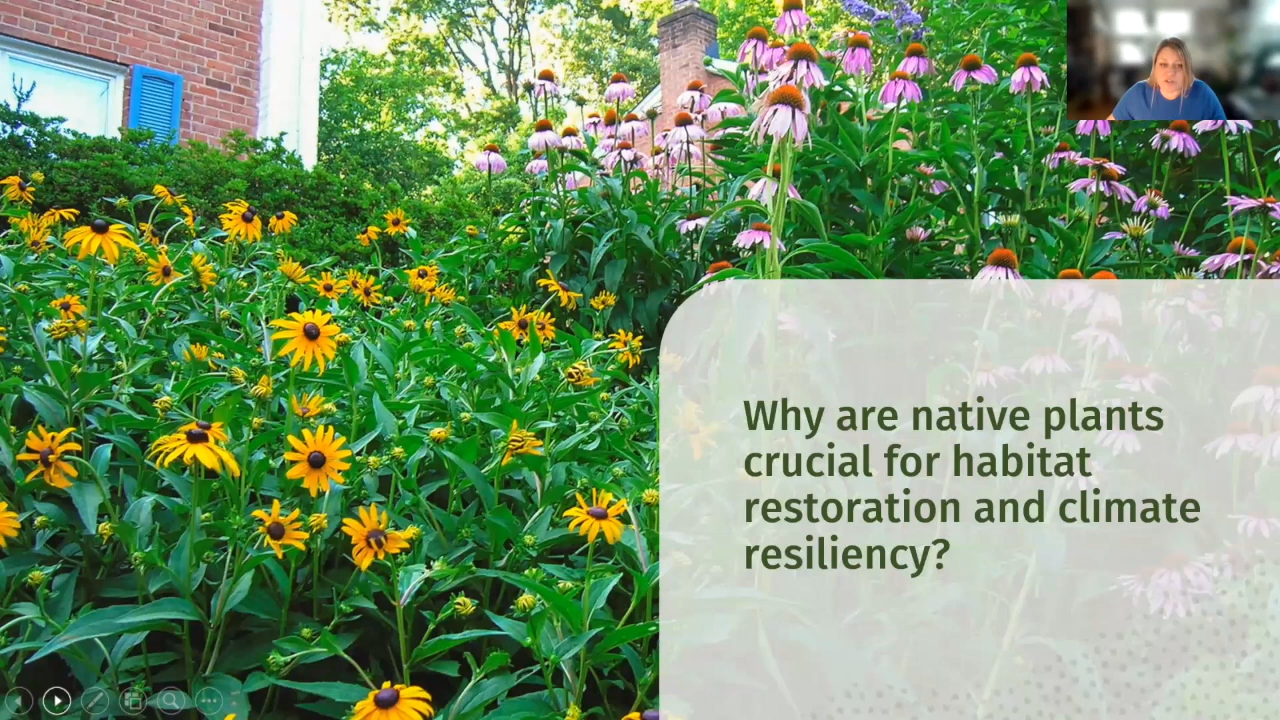 Why are native plants
crucial for habitat
restoration and climate
resiliency?